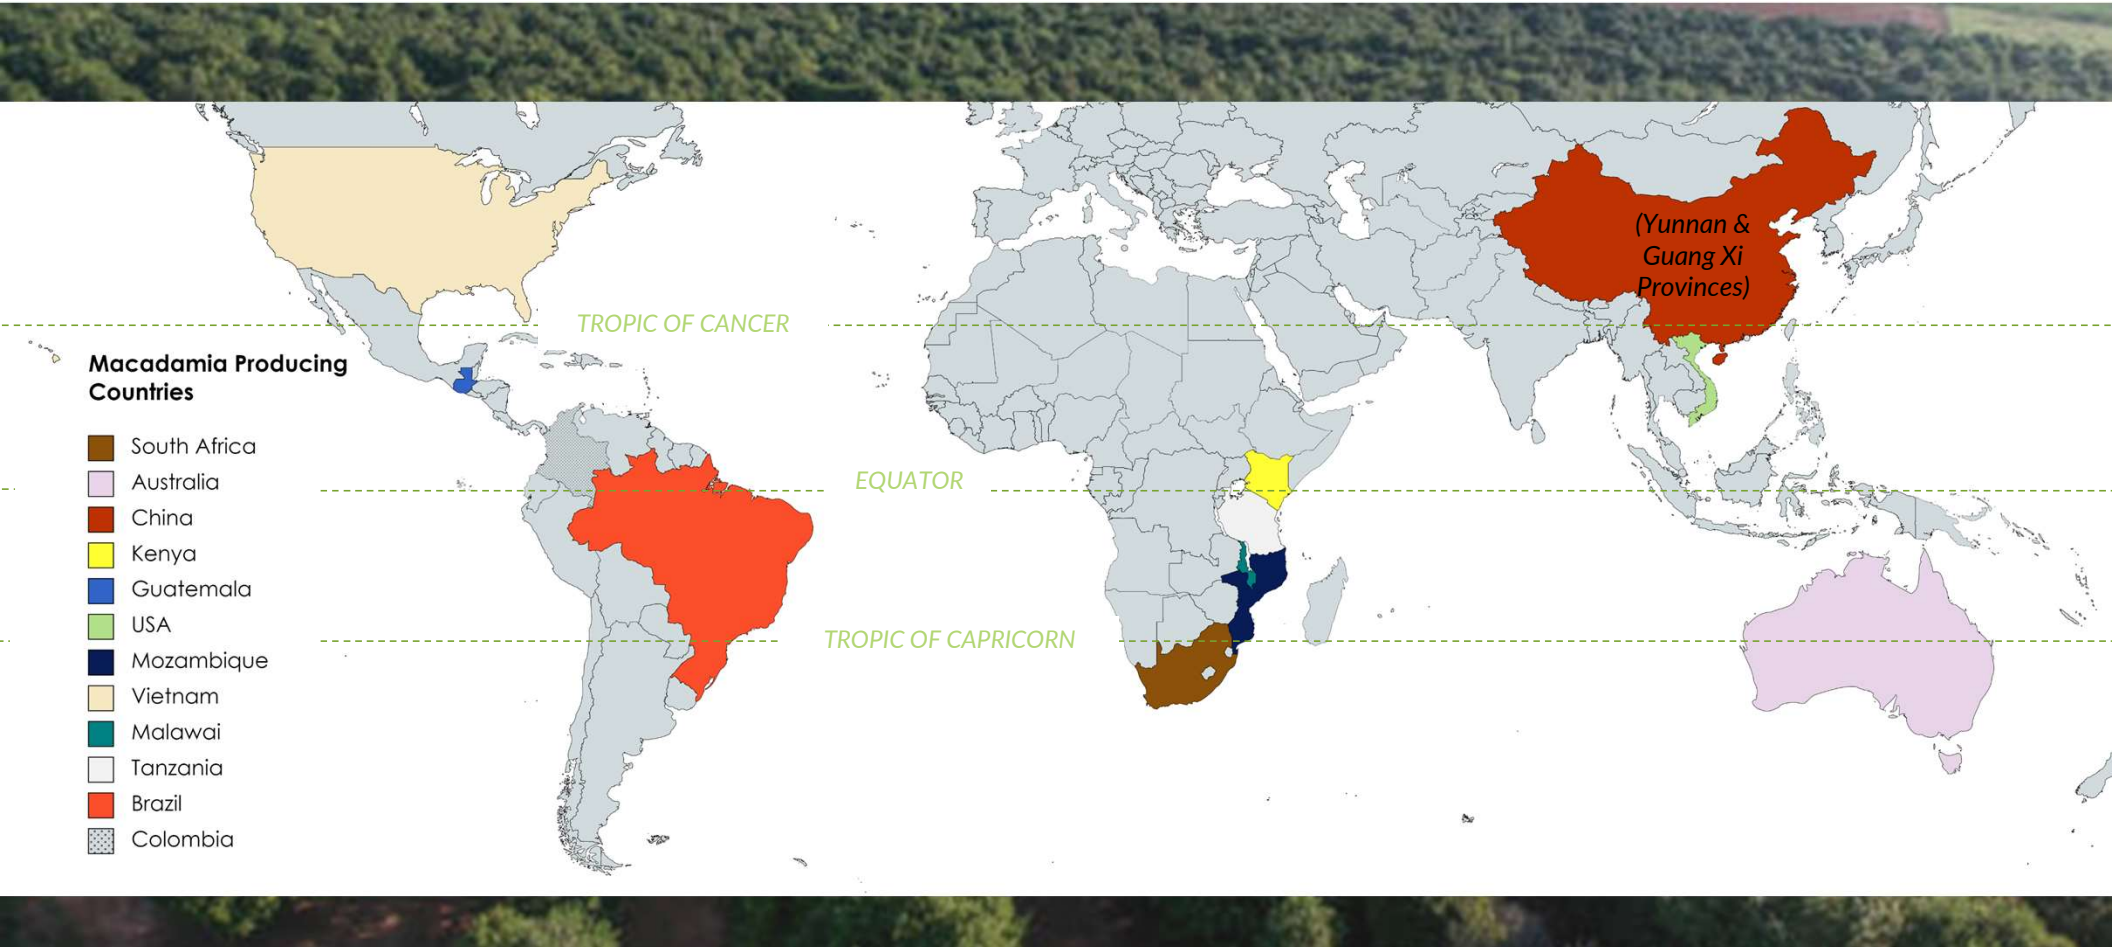 (Yunnan &
Guang Xi
Provinces)
TROPIC OF CANCER
Macadamia Producing
Countries
South Africa
Australia
China
Kenya
Guatemala
USA
Mozambique
Vietnam
Malawai
Tanzania
Brazil
Colombia
EQUATOR
TROPIC OF CAPRICORN